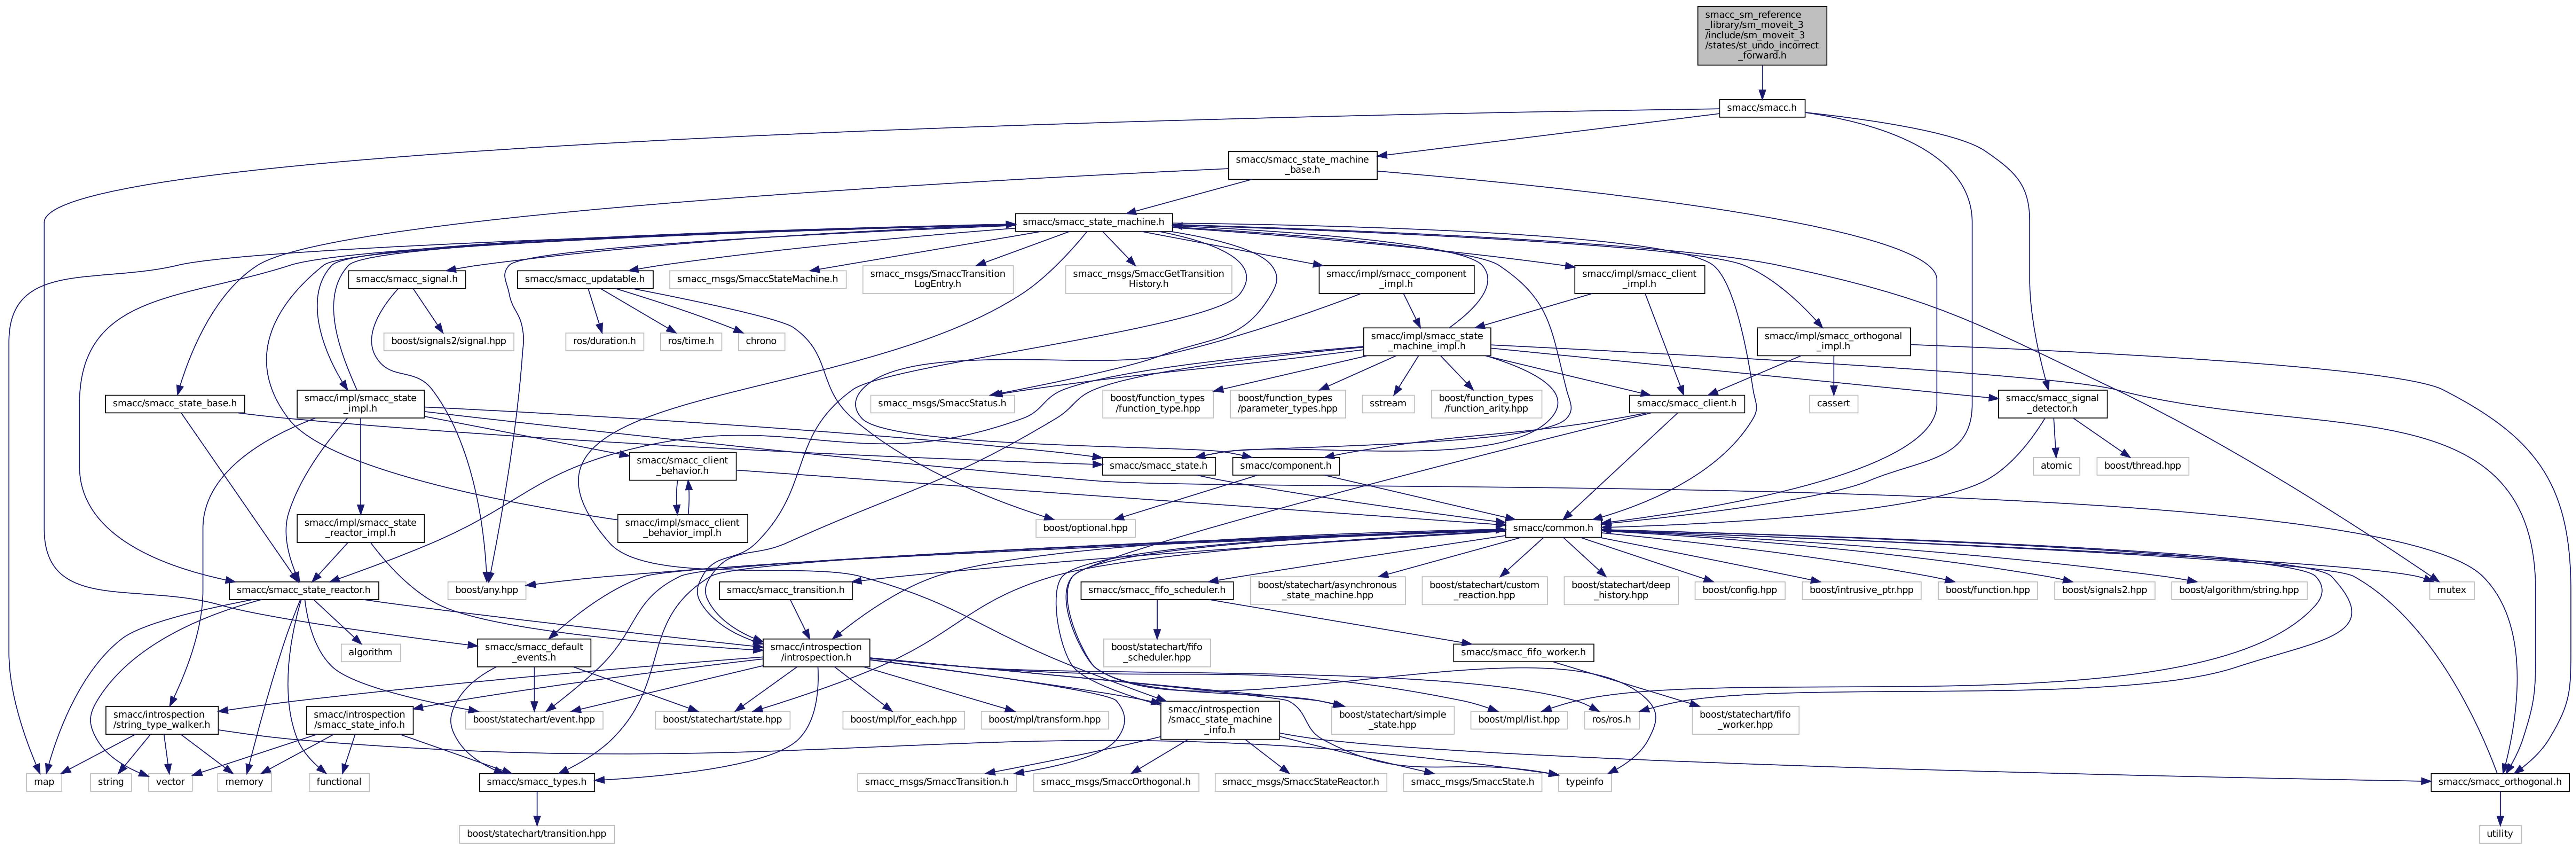 smacc_sm_reference
_library/sm_moveit_3
/include/sm_moveit_3
/states/st_undo_incorrect
_forward.h
smacc/smacc.h
smacc/smacc_state_machine
_base.h
smacc/smacc_state_machine.h
smacc/smacc_signal.h
smacc/smacc_updatable.h
smacc_msgs/SmaccStateMachine.h
smacc_msgs/SmaccTransition
LogEntry.h
smacc_msgs/SmaccGetTransition
History.h
smacc/impl/smacc_component
_impl.h
smacc/impl/smacc_client
_impl.h
boost/signals2/signal.hpp
ros/duration.h
ros/time.h
chrono
smacc/impl/smacc_state
_machine_impl.h
smacc/impl/smacc_orthogonal
_impl.h
smacc/smacc_state_base.h
smacc/impl/smacc_state
_impl.h
smacc_msgs/SmaccStatus.h
boost/function_types
/function_type.hpp
boost/function_types
/parameter_types.hpp
sstream
boost/function_types
/function_arity.hpp
smacc/smacc_client.h
cassert
smacc/smacc_signal
_detector.h
smacc/smacc_client
_behavior.h
smacc/smacc_state.h
smacc/component.h
atomic
boost/thread.hpp
smacc/impl/smacc_state
_reactor_impl.h
smacc/impl/smacc_client
_behavior_impl.h
boost/optional.hpp
smacc/common.h
smacc/smacc_state_reactor.h
boost/any.hpp
smacc/smacc_transition.h
smacc/smacc_fifo_scheduler.h
boost/statechart/asynchronous
_state_machine.hpp
boost/statechart/custom
_reaction.hpp
boost/statechart/deep
_history.hpp
boost/config.hpp
boost/intrusive_ptr.hpp
boost/function.hpp
boost/signals2.hpp
boost/algorithm/string.hpp
mutex
algorithm
smacc/smacc_default
_events.h
smacc/introspection
/introspection.h
boost/statechart/fifo
_scheduler.hpp
smacc/smacc_fifo_worker.h
smacc/introspection
/string_type_walker.h
smacc/introspection
/smacc_state_info.h
boost/statechart/event.hpp
boost/statechart/state.hpp
boost/mpl/for_each.hpp
boost/mpl/transform.hpp
smacc/introspection
/smacc_state_machine
_info.h
boost/statechart/simple
_state.hpp
boost/mpl/list.hpp
ros/ros.h
boost/statechart/fifo
_worker.hpp
map
string
vector
memory
functional
smacc/smacc_types.h
smacc_msgs/SmaccTransition.h
smacc_msgs/SmaccOrthogonal.h
smacc_msgs/SmaccStateReactor.h
smacc_msgs/SmaccState.h
typeinfo
smacc/smacc_orthogonal.h
boost/statechart/transition.hpp
utility